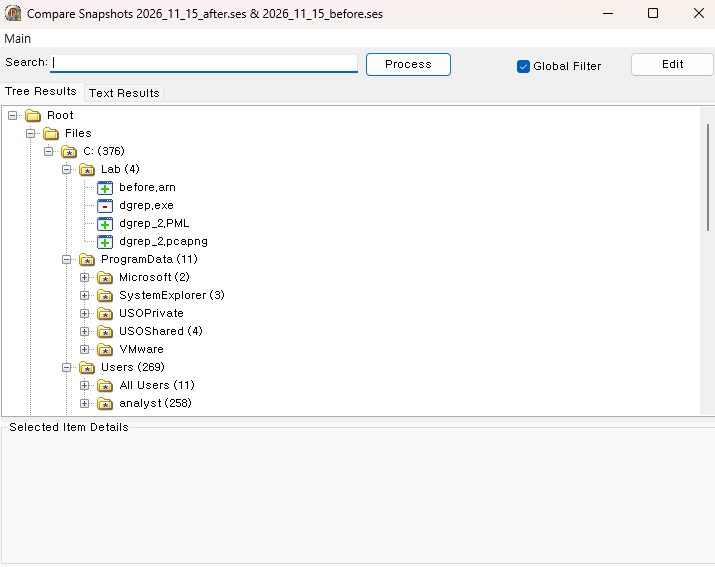 Compare Snapshots 2026_11_15_after.ses & 2026_11_15_before.ses
Main
Search: Process Global Filter Edit
Tree Results Text Results
Root
Files
C: (376)
Lab (4)
before.arn
dgrep.exe
dgrep_2.PML
dgrep_2.pcapng
ProgramData (11)
Microsoft (2)
SystemExplorer (3)
USOPrivate
USOShared (4)
VMware
Users (269)
All Users (11)
analyst (258)
Selected Item Details